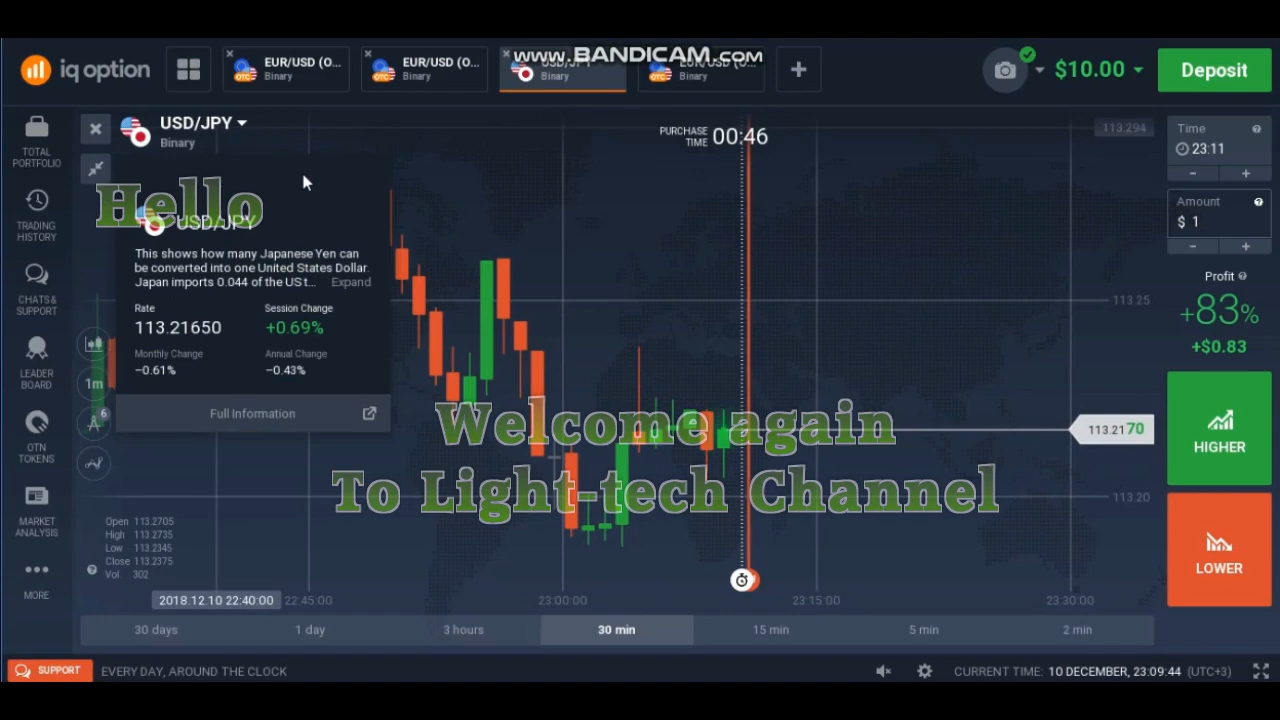 www.BANDICAM.com
iq option
EUR/USD (O...
Binary
EUR/USD (O...
Binary
Binary
Binary
+
$10.00
Deposit
TOTAL
PORTFOLIO
TRADING
HISTORY
CHATS &
SUPPORT
LEADER
BOARD
OTN
TOKENS
MARKET
ANALYSIS
MORE
USD/JPY
Binary
PURCHASE
TIME
00:46
113.294
Hello
USD/JPY
This shows how many Japanese Yen can
be converted into one United States Dollar.
Japan imports 0.044 of the US t... Expand
Rate
Session Change
113.21650
+0.69%
Monthly Change
Annual Change
−0.61%
−0.43%
Full Information
1m
6
113.25
113.2170
113.20
Welcome again
To Light-tech Channel
Open 113.2705
High 113.2735
Low 113.2345
Close 113.2375
Vol 302
2018.12.10 22:40:00
22:45:00
23:00:00
23:15:00
23:30:00
30 days
1 day
3 hours
30 min
15 min
5 min
2 min
Time
23:11
- +
Amount
$ 1
- +
Profit
+83%
+$0.83
HIGHER
LOWER
SUPPORT
EVERY DAY, AROUND THE CLOCK
CURRENT TIME: 10 DECEMBER, 23:09:44 (UTC+3)